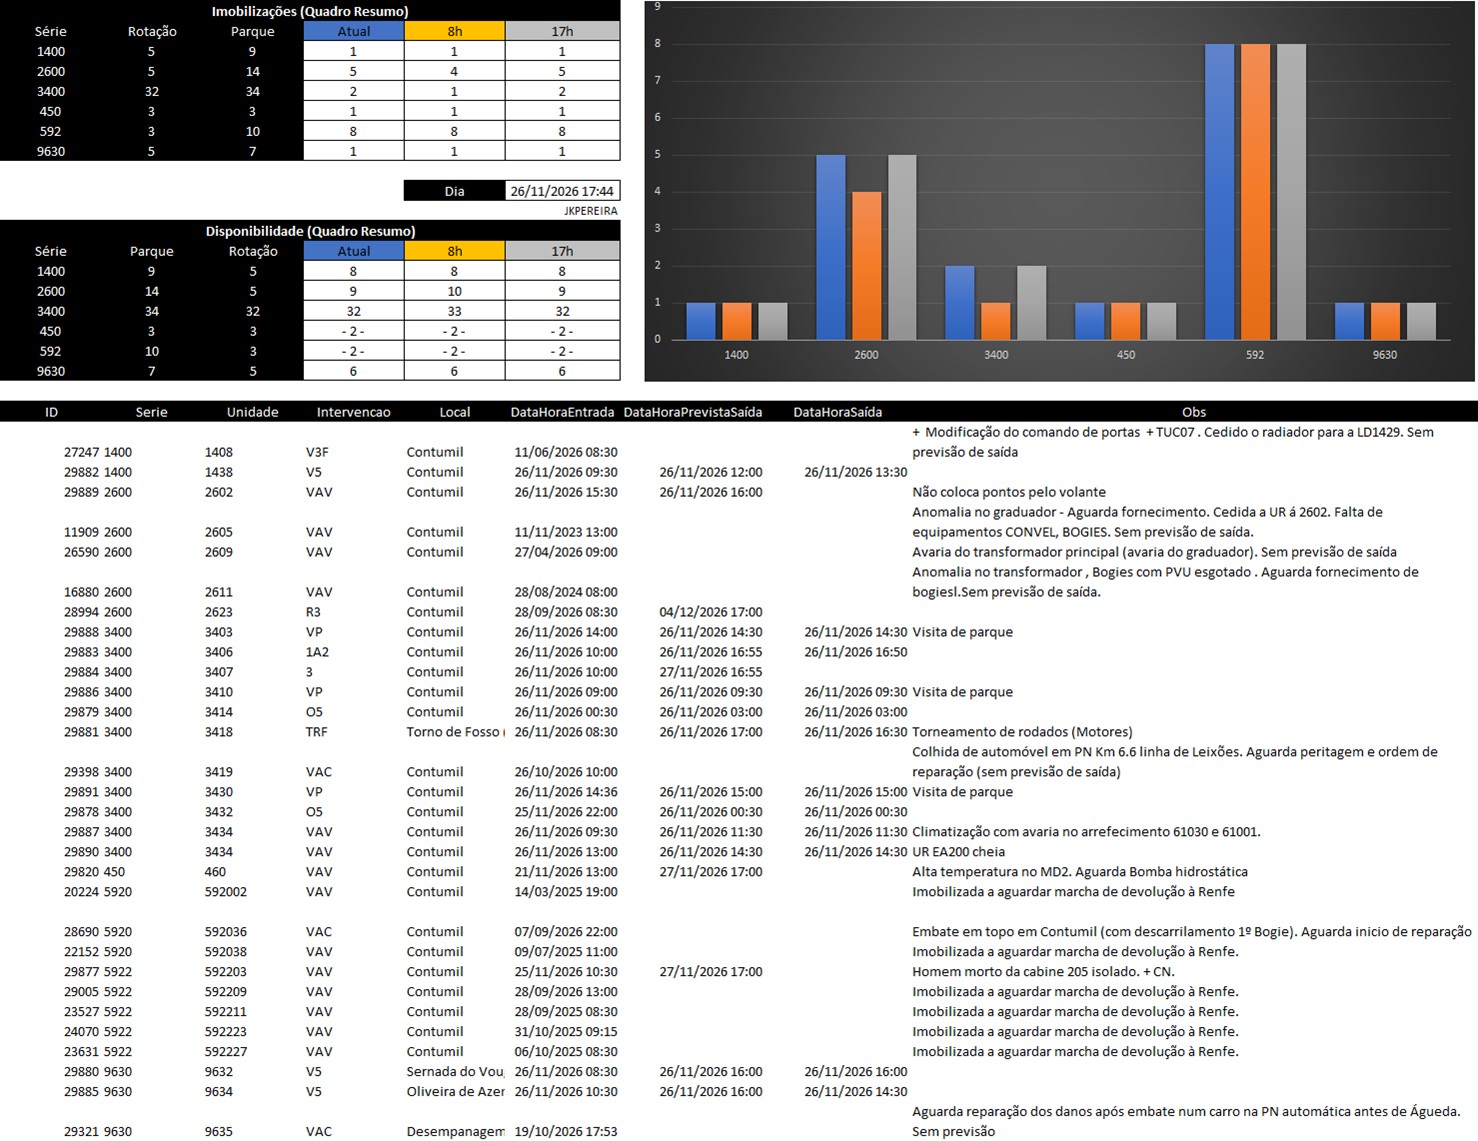 Imobilizações (Quadro Resumo)
Série Rotação Parque Atual 8h 17h
1400 5 9 1 1 1
2600 5 14 5 4 5
3400 32 34 2 1 2
450 3 3 1 1 1
592 3 10 8 8 8
9630 5 7 1 1 1
Dia 26/11/2026 17:44
JKPEREIRA
Disponibilidade (Quadro Resumo)
Série Parque Rotação Atual 8h 17h
1400 9 5 8 8 8
2600 14 5 9 10 9
3400 34 32 32 33 32
450 3 3 - 2 - - 2 - - 2 -
592 10 3 - 2 - - 2 - - 2 -
9630 7 5 6 6 6
9
8
7
6
5
4
3
2
1
0
1400 2600 3400 450 592 9630
ID Serie Unidade Intervencao Local DataHoraEntrada DataHoraPrevistaSaída DataHoraSaída Obs
+ Modificação do comando de portas + TUC07 . Cedido o radiador para a LD1429. Sem
27247 1400 1408 V3F Contumil 11/06/2026 08:30 previsão de saída
29882 1400 1438 V5 Contumil 26/11/2026 09:30 26/11/2026 12:00 26/11/2026 13:30
29889 2600 2602 VAV Contumil 26/11/2026 15:30 26/11/2026 16:00 Não coloca pontos pelo volante
Anomalia no graduador - Aguarda fornecimento. Cedida a UR á 2602. Falta de
11909 2600 2605 VAV Contumil 11/11/2023 13:00 equipamentos CONVEL, BOGIES. Sem previsão de saída.
26590 2600 2609 VAV Contumil 27/04/2026 09:00 Avaria do transformador principal (avaria do graduador). Sem previsão de saída
Anomalia no transformador , Bogies com PVU esgotado . Aguarda fornecimento de
16880 2600 2611 VAV Contumil 28/08/2024 08:00 bogiesl.Sem previsão de saída.
28994 2600 2623 R3 Contumil 28/09/2026 08:30 04/12/2026 17:00
29888 3400 3403 VP Contumil 26/11/2026 14:00 26/11/2026 14:30 26/11/2026 14:30 Visita de parque
29883 3400 3406 1A2 Contumil 26/11/2026 10:00 26/11/2026 16:55 26/11/2026 16:50
29884 3400 3407 3 Contumil 26/11/2026 10:00 27/11/2026 16:55
29886 3400 3410 VP Contumil 26/11/2026 09:00 26/11/2026 09:30 26/11/2026 09:30 Visita de parque
29879 3400 3414 O5 Contumil 26/11/2026 00:30 26/11/2026 03:00 26/11/2026 03:00
29881 3400 3418 TRF Torno de Fosso ( 26/11/2026 08:30 26/11/2026 17:00 26/11/2026 16:30 Torneamento de rodados (Motores)
Colhida de automóvel em PN Km 6.6 linha de Leixões. Aguarda peritagem e ordem de
29398 3400 3419 VAC Contumil 26/10/2026 10:00 reparação (sem previsão de saída)
29891 3400 3430 VP Contumil 26/11/2026 14:36 26/11/2026 15:00 26/11/2026 15:00 Visita de parque
29878 3400 3432 O5 Contumil 25/11/2026 22:00 26/11/2026 00:30 26/11/2026 00:30
29887 3400 3434 VAV Contumil 26/11/2026 09:30 26/11/2026 11:30 26/11/2026 11:30 Climatização com avaria no arrefecimento 61030 e 61001.
29890 3400 3434 VAV Contumil 26/11/2026 13:00 26/11/2026 14:30 26/11/2026 14:30 UR EA200 cheia
29820 450 460 VAV Contumil 21/11/2026 13:00 27/11/2026 17:00 Alta temperatura no MD2. Aguarda Bomba hidrostática
20224 5920 592002 VAV Contumil 14/03/2025 19:00 Imobilizada a aguardar marcha de devolução à Renfe
28690 5920 592036 VAC Contumil 07/09/2026 22:00 Embate em topo em Contumil (com descarrilamento 1º Bogie). Aguarda inicio de reparação
22152 5920 592038 VAV Contumil 09/07/2025 11:00 Imobilizada a aguardar marcha de devolução à Renfe.
29877 5922 592203 VAV Contumil 25/11/2026 10:30 27/11/2026 17:00 Homem morto da cabine 205 isolado. + CN.
29005 5922 592209 VAV Contumil 28/09/2026 13:00 Imobilizada a aguardar marcha de devolução à Renfe.
23527 5922 592211 VAV Contumil 28/09/2025 08:30 Imobilizada a aguardar marcha de devolução à Renfe.
24070 5922 592223 VAV Contumil 31/10/2025 09:15 Imobilizada a aguardar marcha de devolução à Renfe.
23631 5922 592227 VAV Contumil 06/10/2025 08:30 Imobilizada a aguardar marcha de devolução à Renfe.
29880 9630 9632 V5 Sernada do Vou 26/11/2026 08:30 26/11/2026 16:00 26/11/2026 16:00
29885 9630 9634 V5 Oliveira de Azer 26/11/2026 10:30 26/11/2026 16:00 26/11/2026 14:30
Aguarda reparação dos danos após embate num carro na PN automática antes de Águeda.
29321 9630 9635 VAC Desempanagem 19/10/2026 17:53 Sem previsão